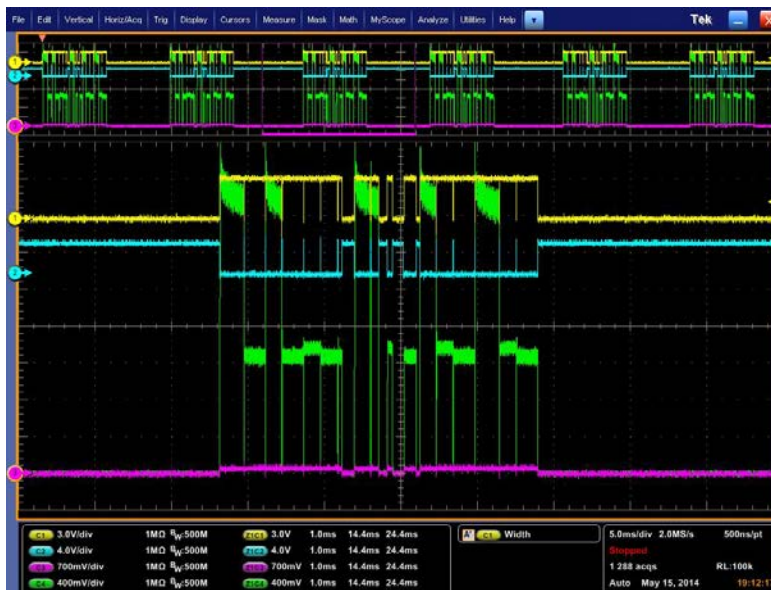 File Edit Vertical Horiz/Acq Trig Display Cursors Measure Mask Math MyScope Analyze Utilities Help Tek
C1 3.0V/div 1MΩ BW:500M Z1C1 3.0V 1.0ms 14.4ms 24.4ms A' C1 Width 5.0ms/div 2.0MS/s 500ns/pt
C2 4.0V/div 1MΩ BW:500M Z1C2 4.0V 1.0ms 14.4ms 24.4ms Stopped
C3 700mV/div 1MΩ BW:500M Z1C3 700mV 1.0ms 14.4ms 24.4ms 1 288 acqs RL:100k
C4 400mV/div 1MΩ BW:500M Z1C4 400mV 1.0ms 14.4ms 24.4ms Auto May 15, 2014 19:12:1